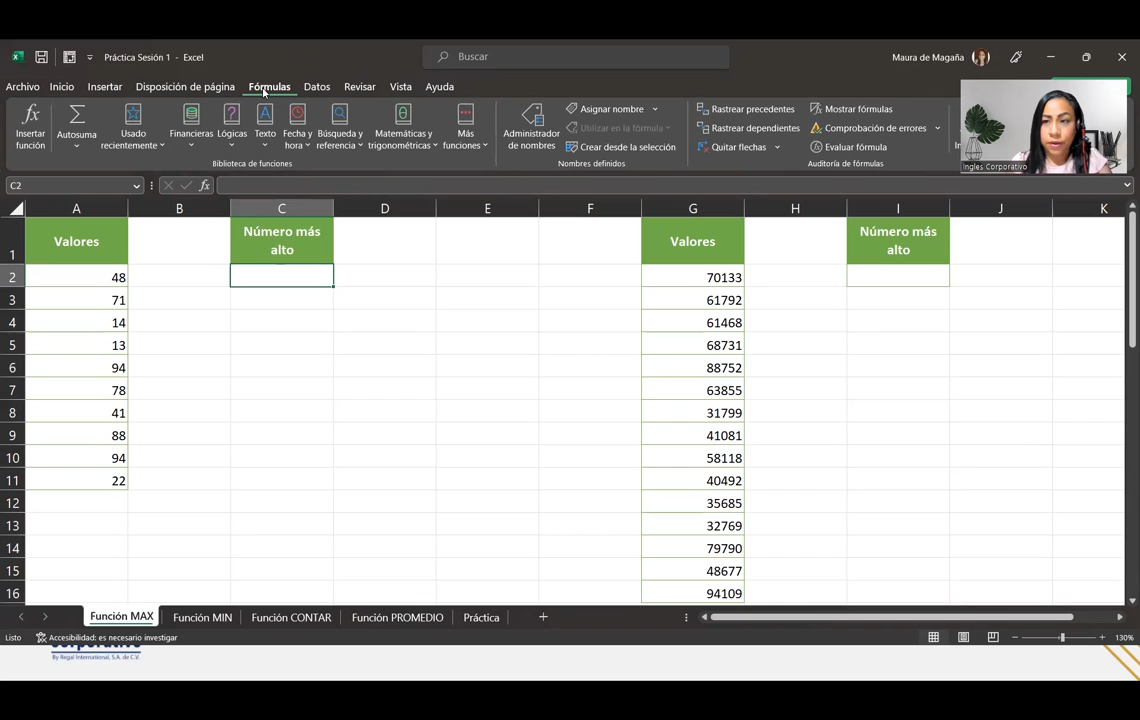 Práctica Sesión 1 - Excel
Buscar
Maura de Magaña
Archivo Inicio Insertar Disposición de página Fórmulas Datos Revisar Vista Ayuda
Insertar función
Autosuma
Usado recientemente
Financieras
Lógicas
Texto
Fecha y hora
Búsqueda y referencia
Matemáticas y trigonométricas
Más funciones
Biblioteca de funciones
Administrador de nombres
Asignar nombre
Utilizar en la fórmula
Crear desde la selección
Nombres definidos
Rastrear precedentes
Rastrear dependientes
Quitar flechas
Mostrar fórmulas
Comprobación de errores
Evaluar fórmula
Auditoría de fórmulas
Ingles Corporativo
C2 fx
A B C D E F G H I J K
1 Valores Número más alto Valores Número más alto
2 48 70133
3 71 61792
4 14 61468
5 13 68731
6 94 88752
7 78 63855
8 41 31799
9 88 41081
10 94 58118
11 22 40492
12 35685
13 32769
14 79790
15 48677
16 94109
Función MAX Función MIN Función CONTAR Función PROMEDIO Práctica
Listo Accesibilidad: es necesario investigar 130%
By Regal International, S.A. de C.V.